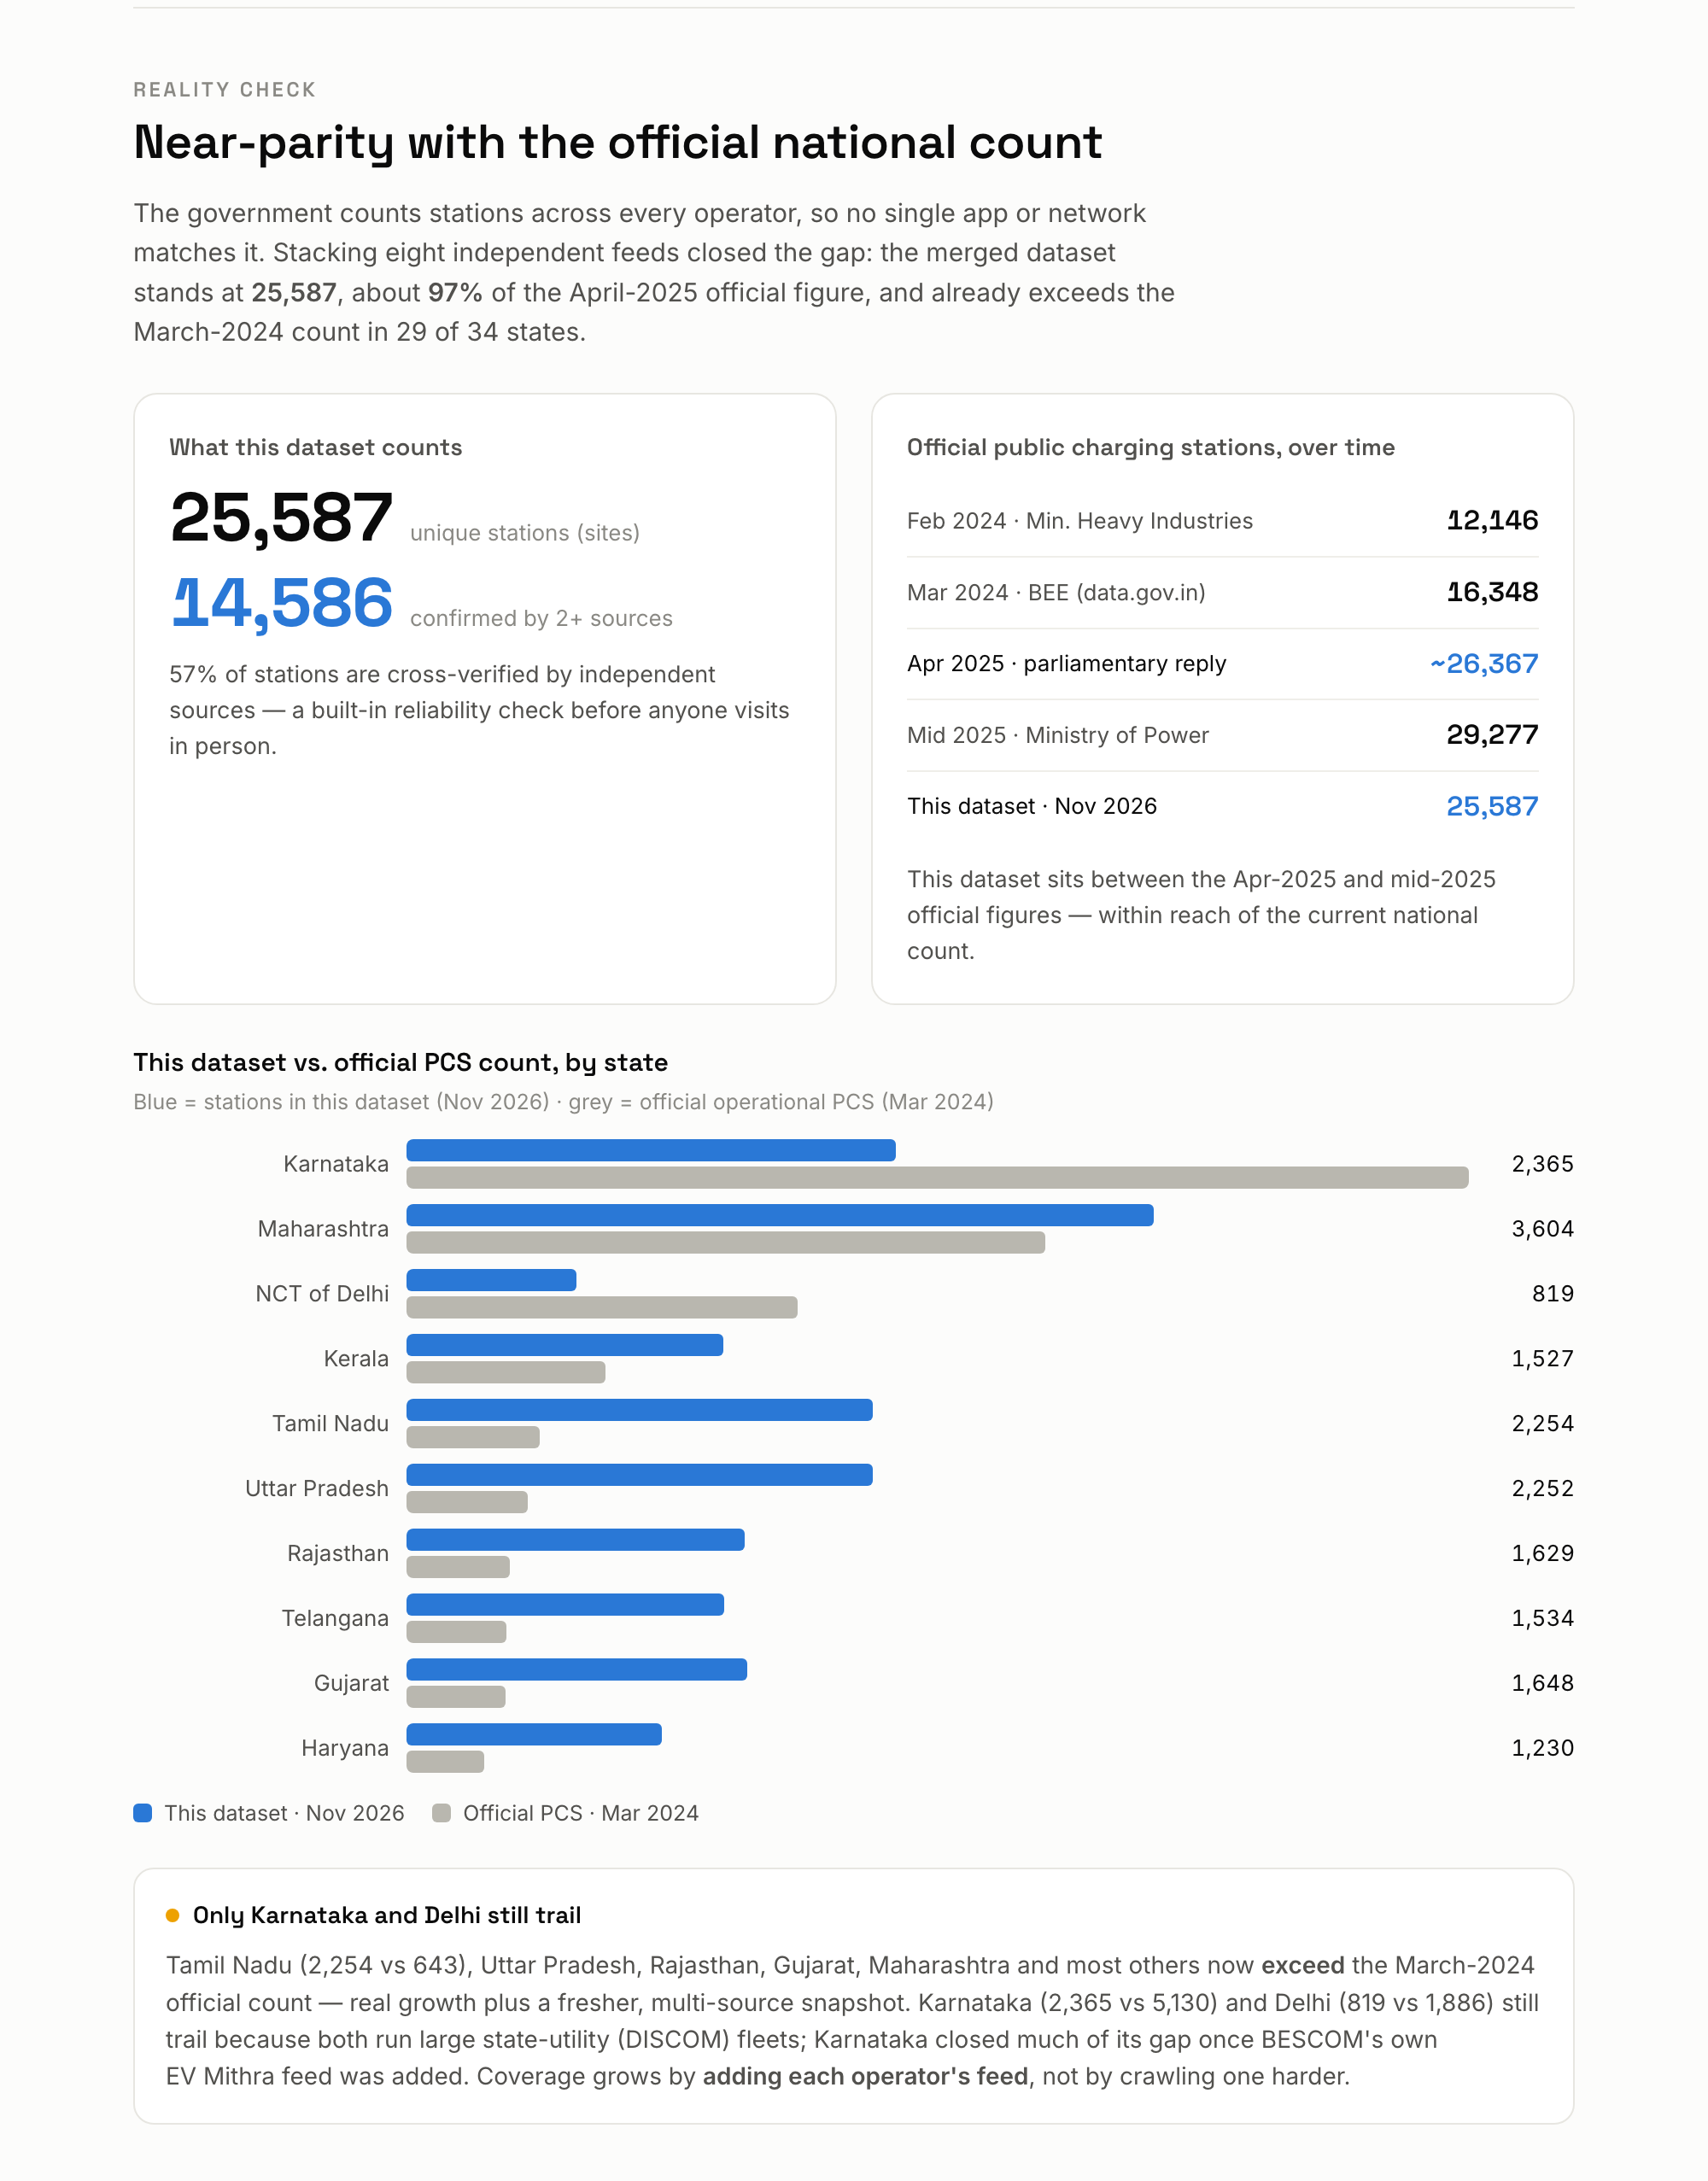 REALITY CHECK
Near-parity with the official national count
The government counts stations across every operator, so no single app or network
matches it. Stacking eight independent feeds closed the gap: the merged dataset
stands at 25,587, about 97% of the April-2025 official figure, and already exceeds the
March-2024 count in 29 of 34 states.
What this dataset counts
25,587 unique stations (sites)
14,586 confirmed by 2+ sources
57% of stations are cross-verified by independent
sources — a built-in reliability check before anyone visits
in person.
Official public charging stations, over time
Feb 2024 · Min. Heavy Industries 12,146
Mar 2024 · BEE (data.gov.in) 16,348
Apr 2025 · parliamentary reply ~26,367
Mid 2025 · Ministry of Power 29,277
This dataset · Nov 2026 25,587
This dataset sits between the Apr-2025 and mid-2025
official figures — within reach of the current national
count.
This dataset vs. official PCS count, by state
Blue = stations in this dataset (Nov 2026) · grey = official operational PCS (Mar 2024)
Karnataka 2,365
Maharashtra 3,604
NCT of Delhi 819
Kerala 1,527
Tamil Nadu 2,254
Uttar Pradesh 2,252
Rajasthan 1,629
Telangana 1,534
Gujarat 1,648
Haryana 1,230
This dataset · Nov 2026 Official PCS · Mar 2024
Only Karnataka and Delhi still trail
Tamil Nadu (2,254 vs 643), Uttar Pradesh, Rajasthan, Gujarat, Maharashtra and most others now exceed the March-2024
official count — real growth plus a fresher, multi-source snapshot. Karnataka (2,365 vs 5,130) and Delhi (819 vs 1,886) still
trail because both run large state-utility (DISCOM) fleets; Karnataka closed much of its gap once BESCOM's own
EV Mithra feed was added. Coverage grows by adding each operator's feed, not by crawling one harder.